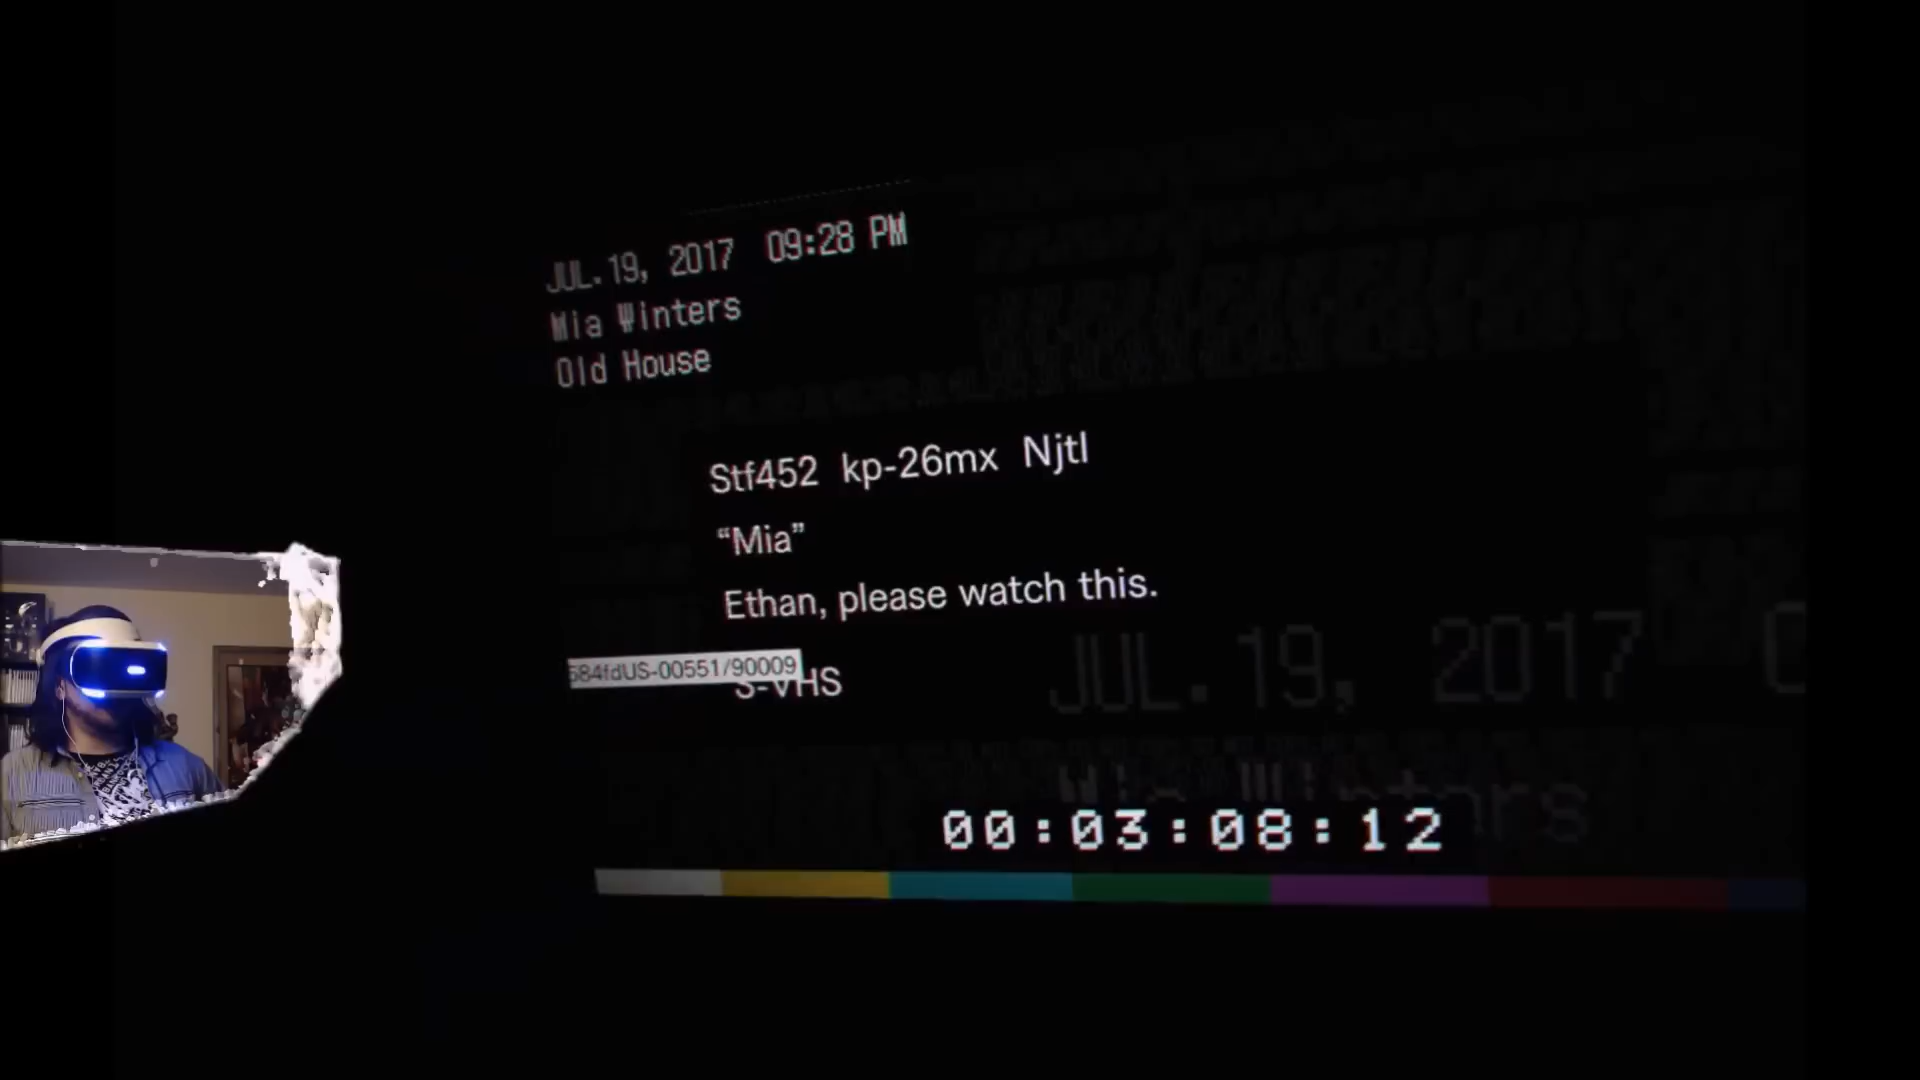 JUL.19, 2017 09:28 PM
Mia Winters
Old House
Stf452 kp-26mx Njtl
“Mia”
Ethan, please watch this.
584fdUS-00551/90009
S-VHS
JUL.19, 2017
00:03:08:12